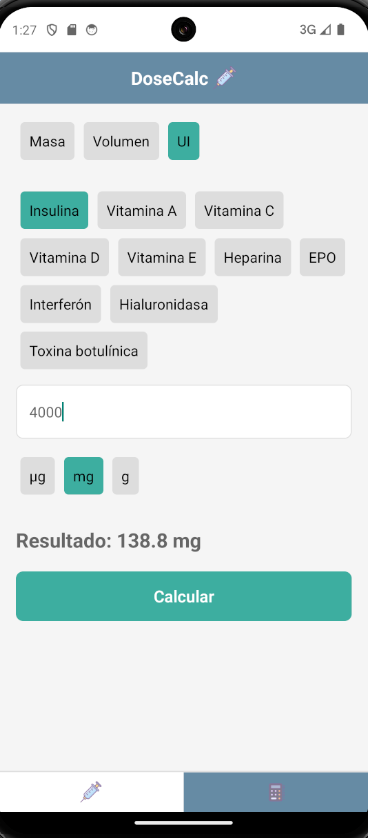 1:27 3G
DoseCalc
Masa Volumen UI
Insulina Vitamina A Vitamina C
Vitamina D Vitamina E Heparina EPO
Interferón Hialuronidasa
Toxina botulínica
4000
µg mg g
Resultado: 138.8 mg
Calcular